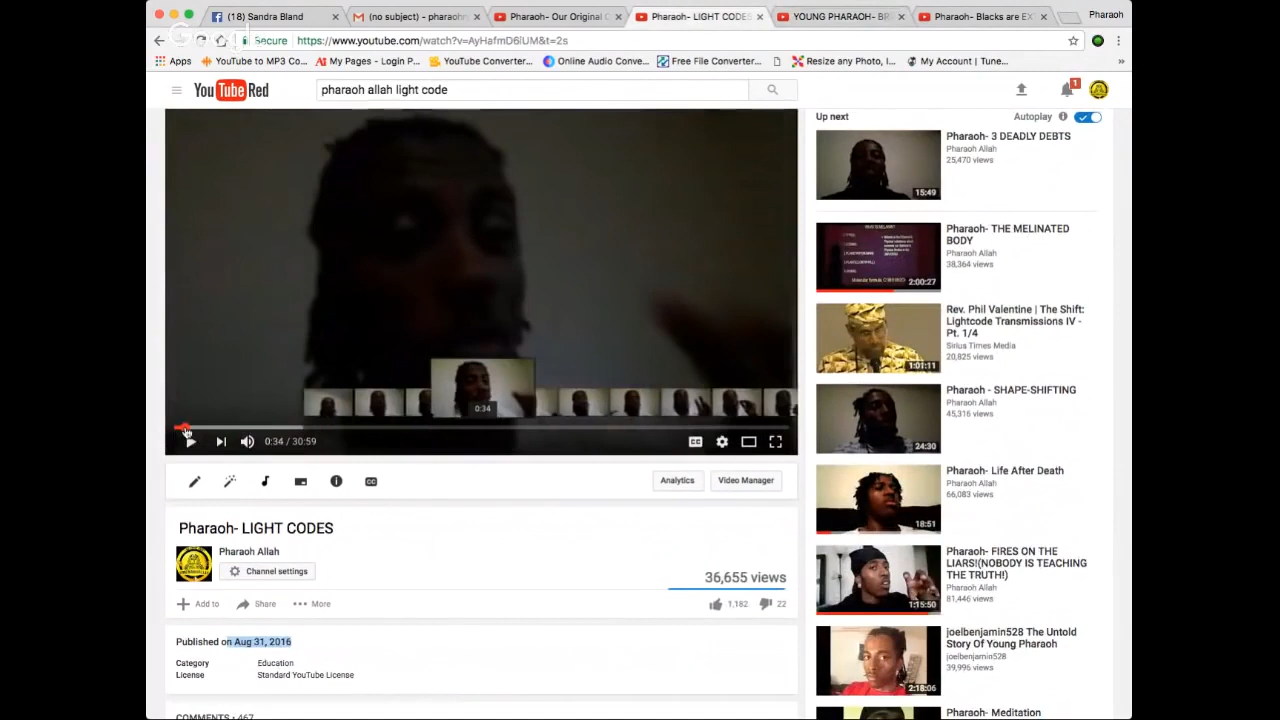 (18) Sandra Bland
(no subject) - pharaohn
Pharaoh- Our Original C
Pharaoh- LIGHT CODES
YOUNG PHARAOH- BR
Pharaoh- Blacks are EX
Pharaoh
Secure
https://www.youtube.com/watch?v=AyHafmD6iUM&t=2s
Apps
YouTube to MP3 Co...
My Pages - Login P...
YouTube Converter...
Online Audio Conve...
Free File Converter...
Resize any Photo, I...
My Account | Tune...
YouTube Red
pharaoh allah light code
1
Up next
Autoplay
Pharaoh- 3 DEADLY DEBTS
Pharaoh Allah
25,470 views
15:49
Pharaoh- THE MELINATED
BODY
Pharaoh Allah
38,364 views
2:00:27
Rev. Phil Valentine | The Shift:
Lightcode Transmissions IV -
Pt. 1/4
Sirius Times Media
20,825 views
1:01:11
Pharaoh - SHAPE-SHIFTING
Pharaoh Allah
45,316 views
24:30
Pharaoh- Life After Death
Pharaoh Allah
66,083 views
18:51
Pharaoh- FIRES ON THE
LIARS!(NOBODY IS TEACHING
THE TRUTH!)
Pharaoh Allah
81,446 views
1:15:50
joelbenjamin528 The Untold
Story Of Young Pharaoh
joelbenjamin528
39,996 views
2:18:06
Pharaoh- Meditation
0:34
0:34 / 30:59
CC
CC
Analytics
Video Manager
Pharaoh- LIGHT CODES
Pharaoh Allah
Channel settings
36,655 views
Add to
Share
More
1,182
22
Published on Aug 31, 2016
Category
Education
License
Standard YouTube License
COMMENTS • 467